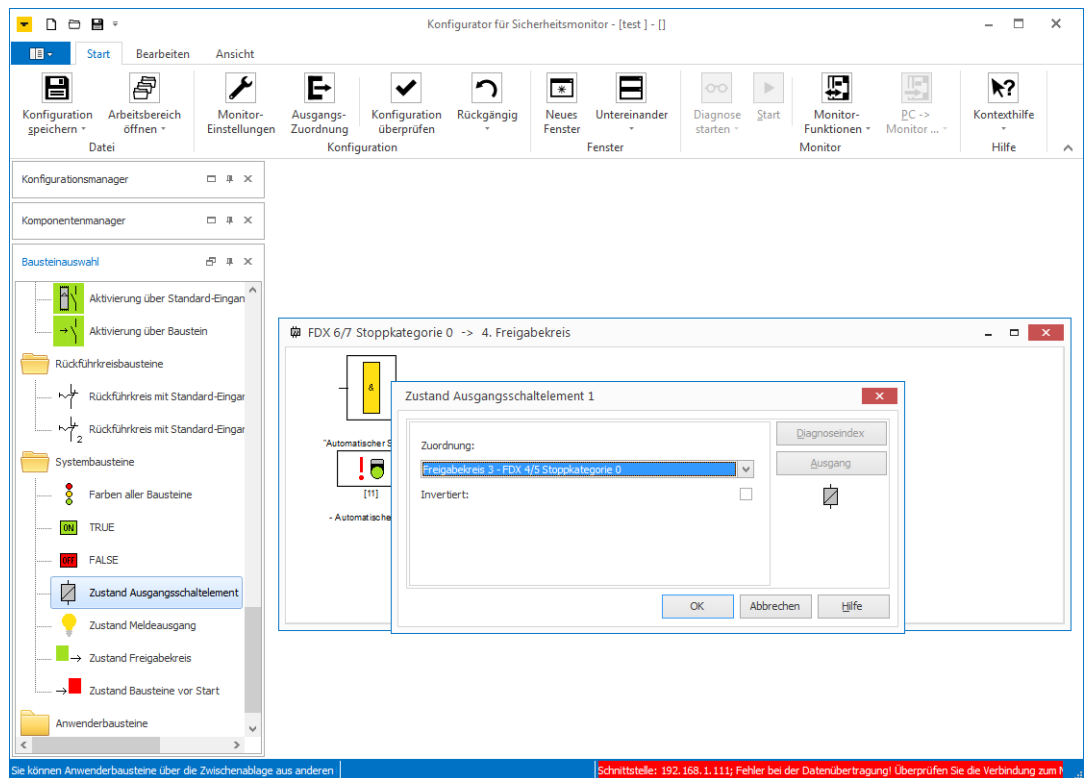 Konfigurator für Sicherheitsmonitor - [test ] - []
Start Bearbeiten Ansicht
Konfiguration speichern
Arbeitsbereich öffnen
Monitor-Einstellungen
Ausgangs-Zuordnung
Konfiguration überprüfen
Rückgängig
Neues Fenster
Untereinander
Diagnose starten
Start
Monitor-Funktionen
PC -> Monitor ...
Kontexthilfe
Datei
Konfiguration
Fenster
Monitor
Hilfe
Konfigurationsmanager
Komponentenmanager
Bausteinauswahl
Aktivierung über Standard-Eingan
Aktivierung über Baustein
Rückführkreisbausteine
Rückführkreis mit Standard-Eingar
2
Rückführkreis mit Standard-Eingar
Systembausteine
Farben aller Bausteine
ON TRUE
OFF FALSE
Zustand Ausgangsschaltelement
Zustand Meldeausgang
Zustand Freigabekreis
Zustand Bausteine vor Start
Anwenderbausteine
FDX 6/7 Stoppkategorie 0 -> 4. Freigabekreis
&
"Automatischer S
[11]
- Automatische
Zustand Ausgangsschaltelement 1
Zuordnung:
Freigabekreis 3 - FDX 4/5 Stoppkategorie 0
Invertiert:
Diagnoseindex
Ausgang
OK Abbrechen Hilfe
Sie können Anwenderbausteine über die Zwischenablage aus anderen
Schnittstelle: 192.168.1.111; Fehler bei der Datenübertragung! Überprüfen Sie die Verbindung zum